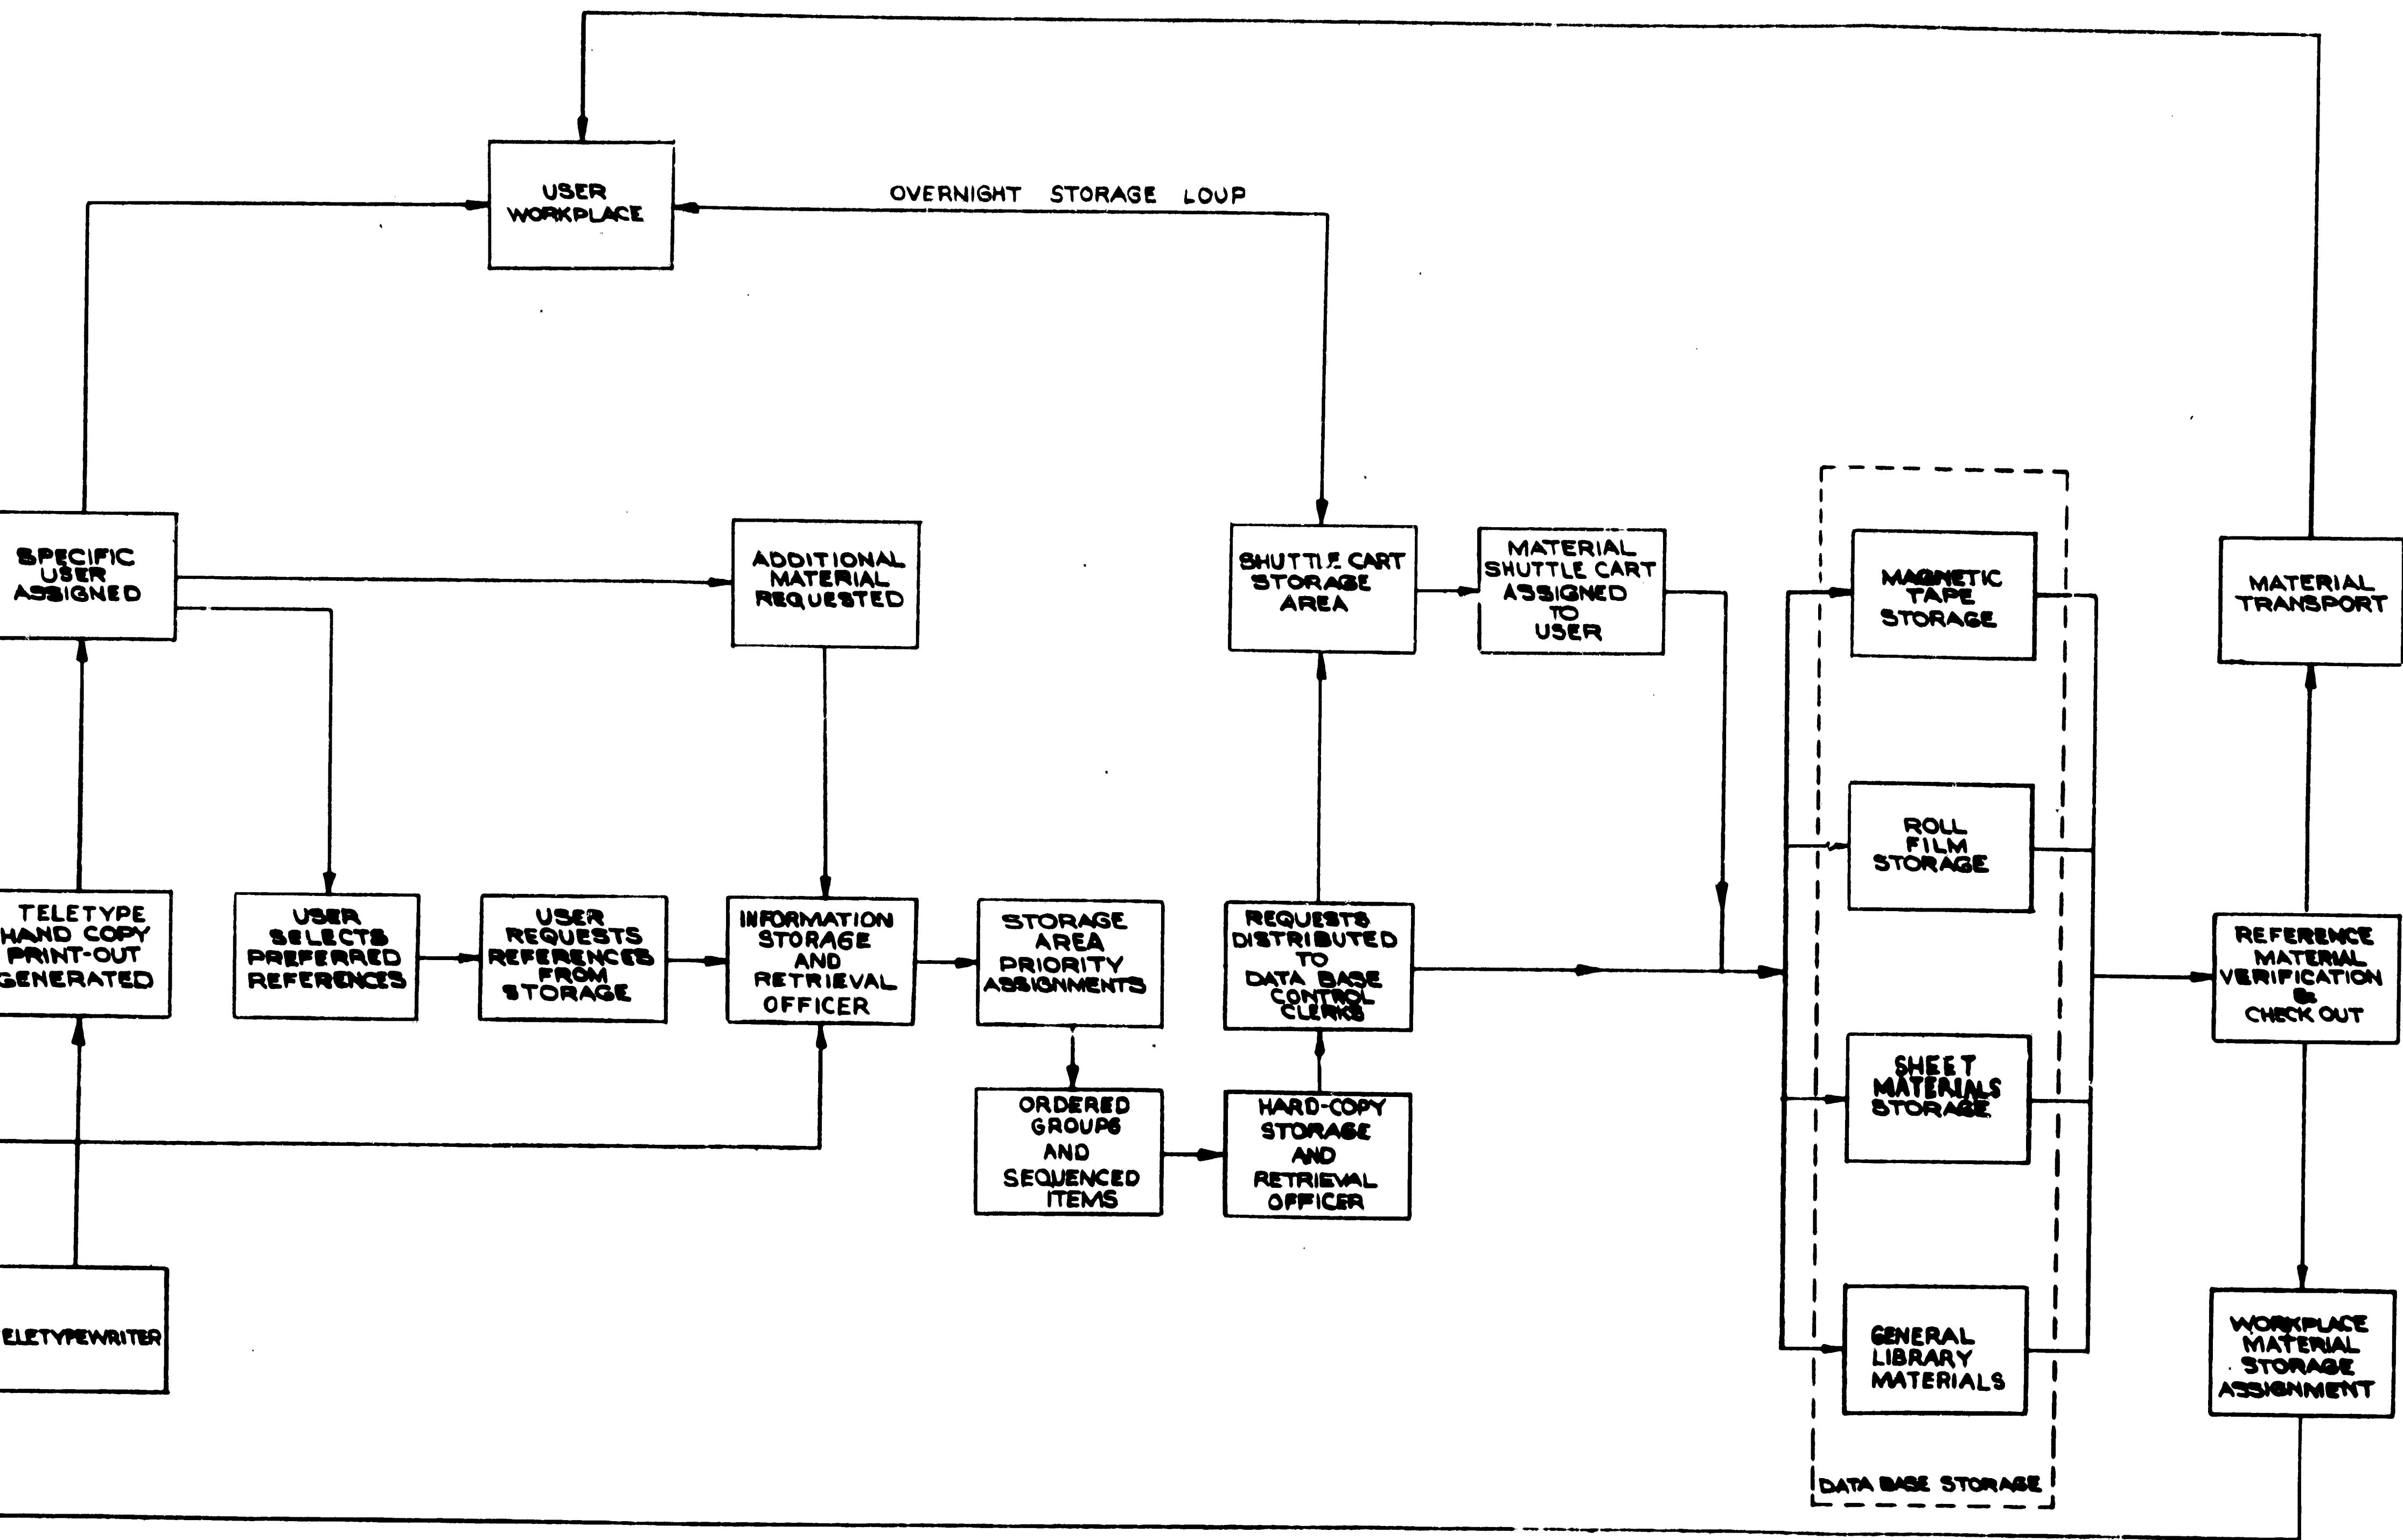 USER
WORKPLACE
OVERNIGHT STORAGE LOUP
SPECIFIC
USER
ASSIGNED
ADDITIONAL
MATERIAL
REQUESTED
SHUTTLE CART
STORAGE
AREA
MATERIAL
SHUTTLE CART
ASSIGNED
TO
USER
MAGNETIC
TAPE
STORAGE
MATERIAL
TRANSPORT
ROLL
FILM
STORAGE
TELETYPE
HAND COPY
PRINT-OUT
GENERATED
USER
SELECTS
PREFERRED
REFERENCES
USER
REQUESTS
REFERENCES
FROM
STORAGE
INFORMATION
STORAGE
AND
RETRIEVAL
OFFICER
STORAGE
AREA
PRIORITY
ASSIGNMENTS
REQUESTS
DISTRIBUTED
TO
DATA BASE
CONTROL
CLERKS
REFERENCE
MATERIAL
VERIFICATION
&
CHECK OUT
SHEET
MATERIALS
STORAGE
ORDERED
GROUPS
AND
SEQUENCED
ITEMS
HARD-COPY
STORAGE
AND
RETRIEVAL
OFFICER
ELETYPEWRITER
GENERAL
LIBRARY
MATERIALS
WORKPLACE
MATERIAL
STORAGE
ASSIGNMENT
DATA BASE STORAGE